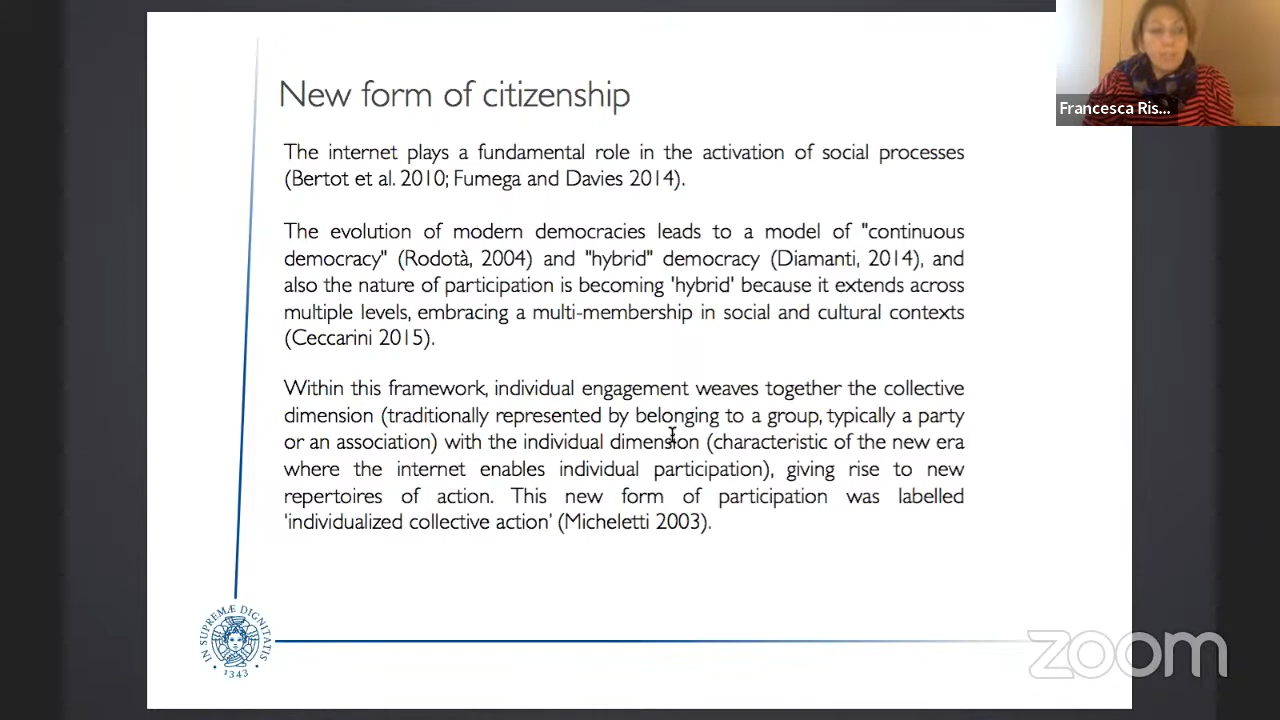 New form of citizenship
Francesca Ris...
The internet plays a fundamental role in the activation of social processes
(Bertot et al. 2010; Fumega and Davies 2014).
The evolution of modern democracies leads to a model of "continuous
democracy" (Rodotà, 2004) and "hybrid" democracy (Diamanti, 2014), and
also the nature of participation is becoming 'hybrid' because it extends across
multiple levels, embracing a multi-membership in social and cultural contexts
(Ceccarini 2015).
Within this framework, individual engagement weaves together the collective
dimension (traditionally represented by belonging to a group, typically a party
or an association) with the individual dimension (characteristic of the new era
where the internet enables individual participation), giving rise to new
repertoires of action. This new form of participation was labelled
'individualized collective action' (Micheletti 2003).
IN SUPREMÆ DIGNITATIS
1343
zoom